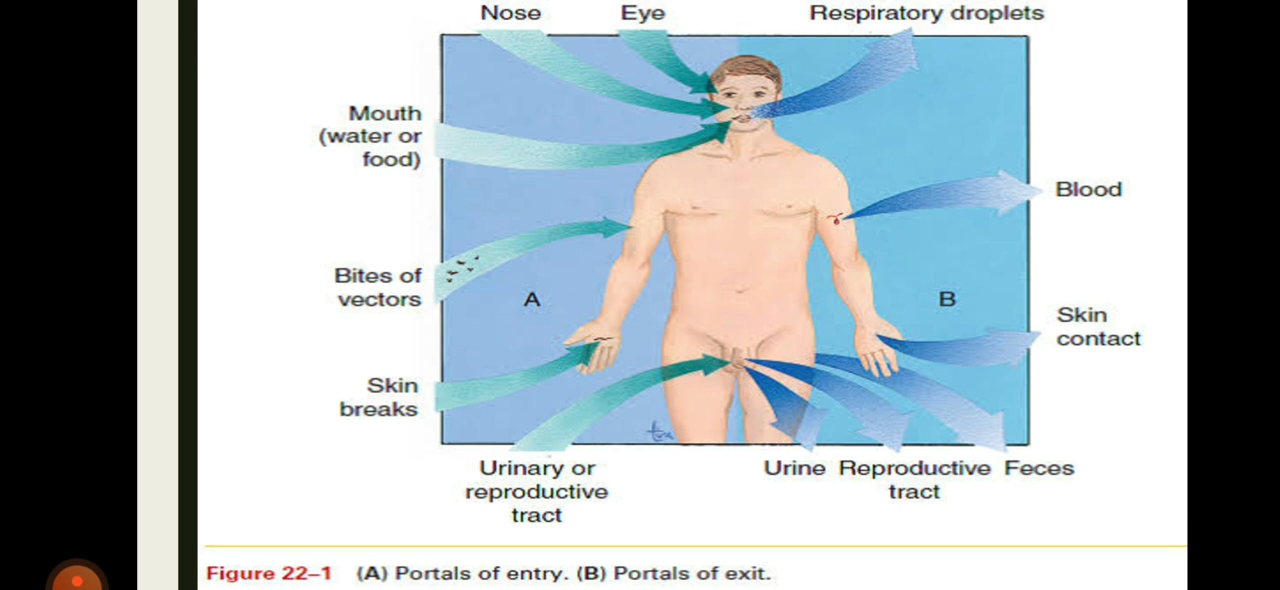 Nose
Eye
Respiratory droplets
Mouth
(water or
food)
Blood
Bites of
vectors
A
B
Skin
contact
Skin
breaks
Urinary or
reproductive
tract
Urine
Reproductive
tract
Feces
Figure 22–1 (A) Portals of entry. (B) Portals of exit.